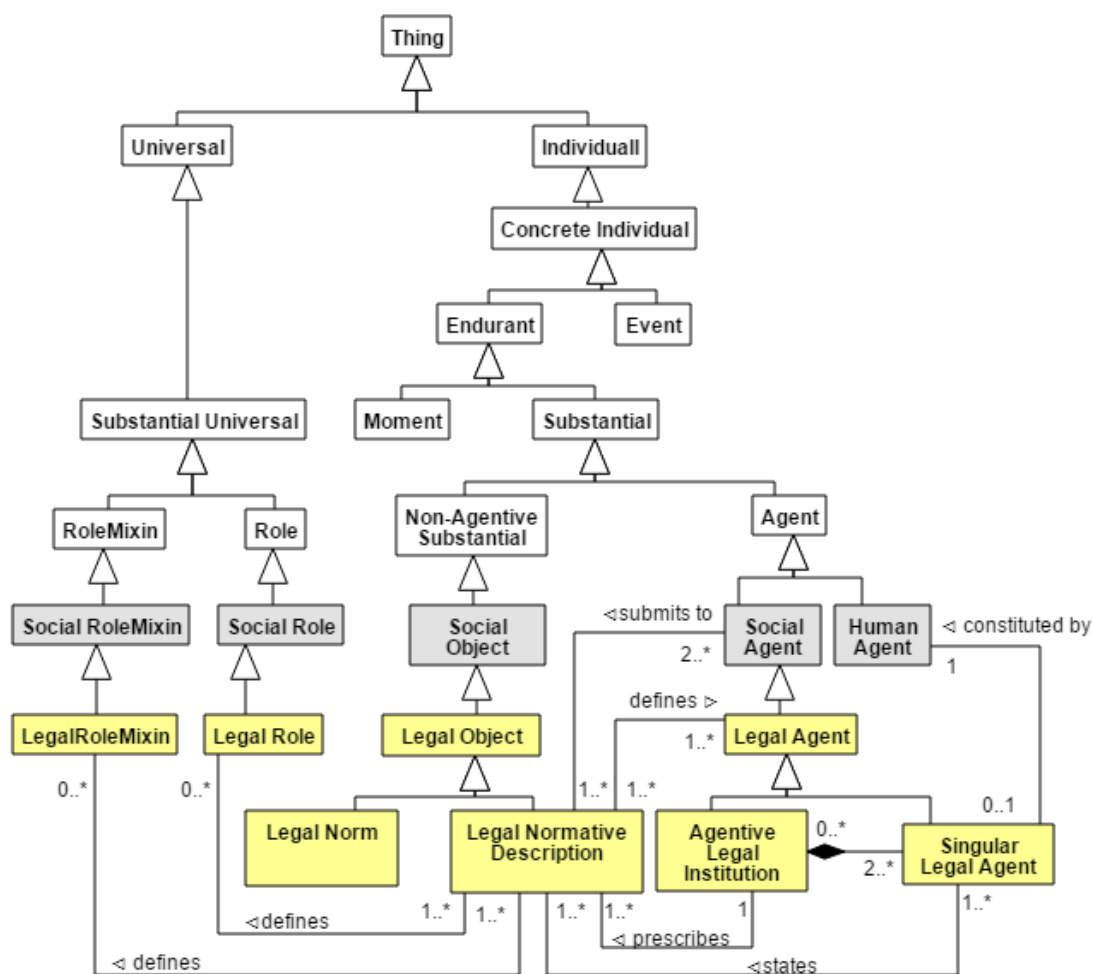 Thing
Universal
Individuall
Concrete Individual
Endurant
Event
Substantial Universal
Moment
Substantial
RoleMixin
Role
Non-Agentive
Substantial
Agent
Social RoleMixin
Social Role
Social
Object
⊲submits to
2..*
Social
Agent
Human
Agent
⊲ constituted by
1
LegalRoleMixin
Legal Role
Legal Object
defines ⊳
1..*
Legal Agent
0..*
0..*
1..*
1..*
0..1
Legal Norm
Legal Normative
Description
Agentive
Legal
Institution
0..*
2..*
Singular
Legal Agent
⊲defines
1..*
1..*
1..*
1..*
1
1..*
⊲ prescribes
⊲ defines
⊲states